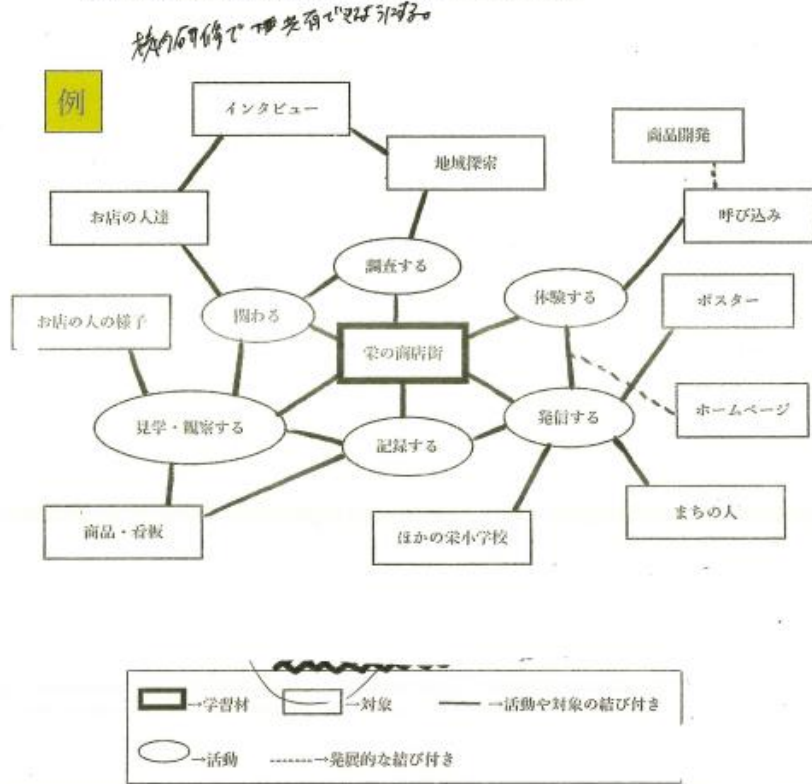 例
インタビュー
商品開発
地域探索
お店の人達
呼び込み
調査する
体験する
ポスター
お店の人の様子
関わる
栄の商店街
ホームページ
見学・観察する
発信する
記録する
まちの人
商品・看板
ほかの栄小学校
→学習材
→対象
→活動や対象の結び付き
→活動
→発展的な結び付き